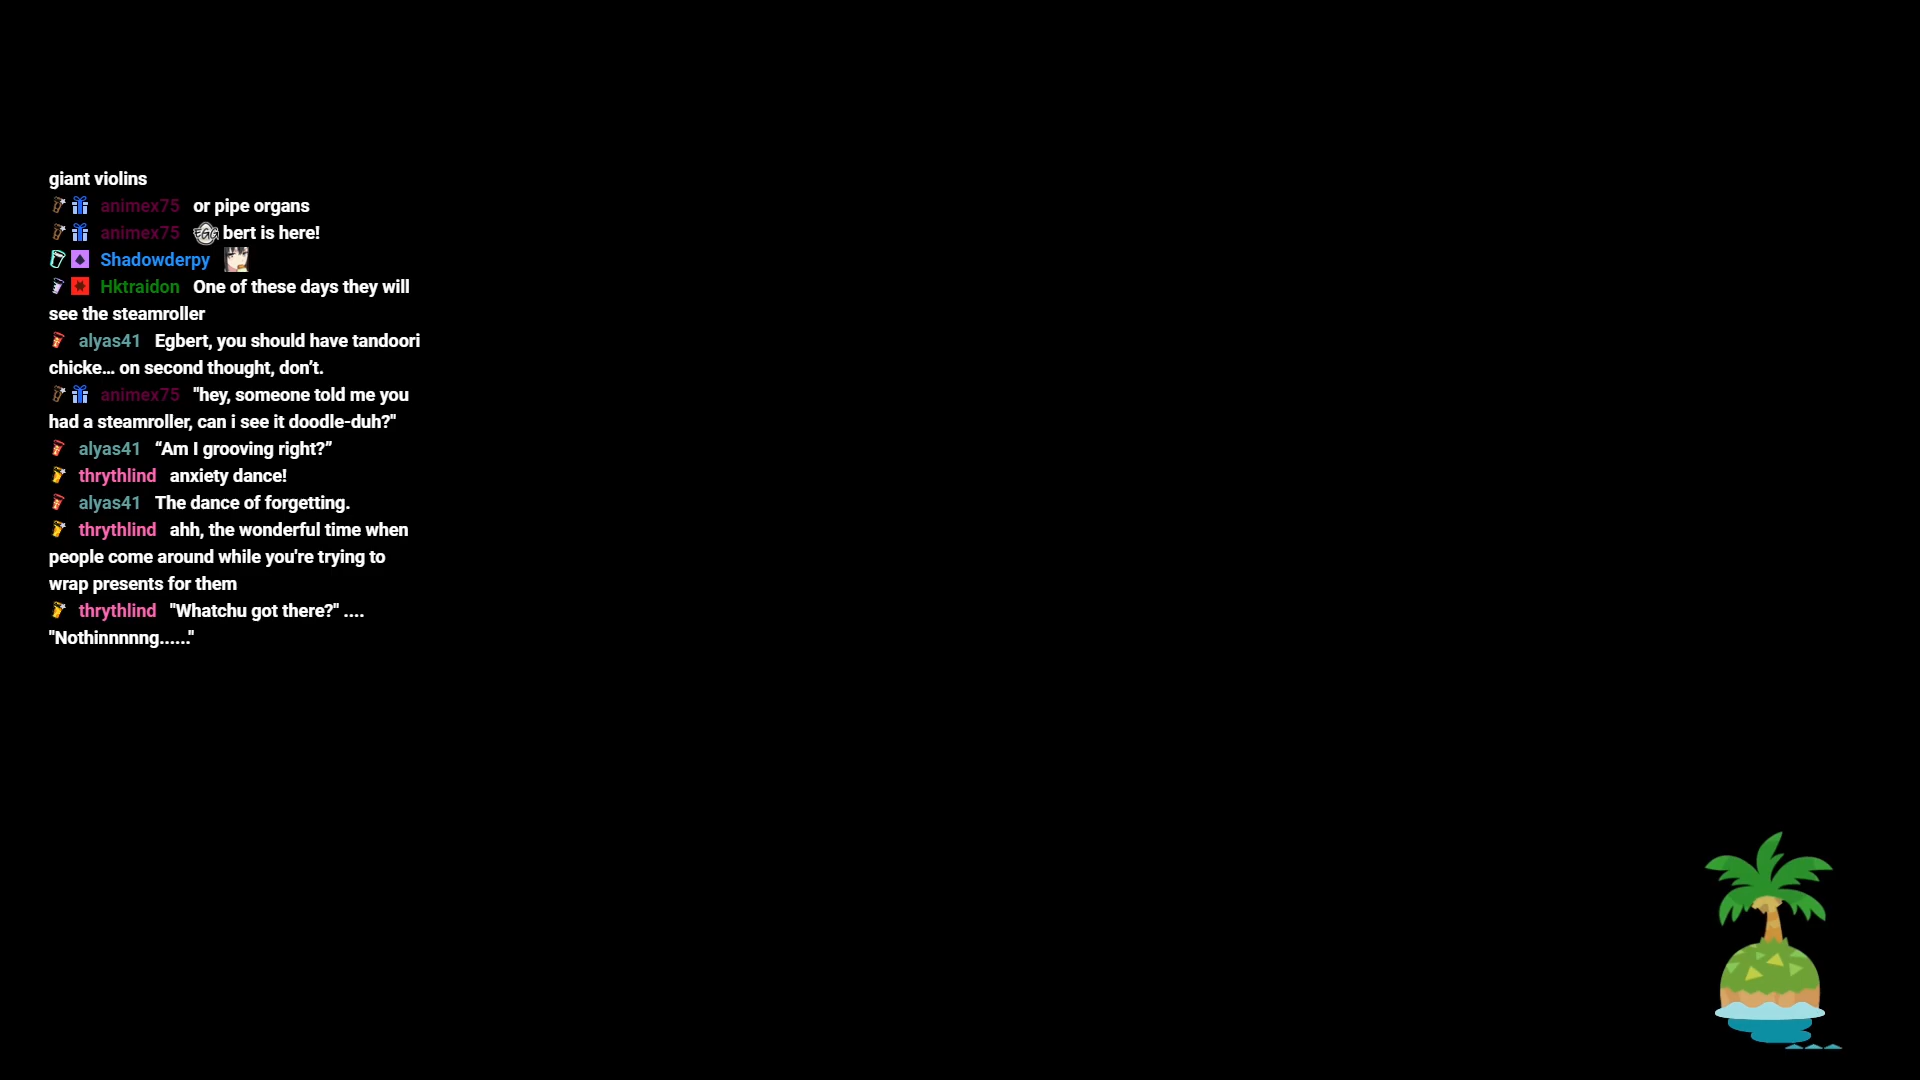 giant violins
animex75 or pipe organs
animex75 EGG bert is here!
Shadowderpy
Hktraidon One of these days they will
see the steamroller
alyas41 Egbert, you should have tandoori
chicke… on second thought, don’t.
animex75 "hey, someone told me you
had a steamroller, can i see it doodle-duh?"
alyas41 “Am I grooving right?”
thrythlind anxiety dance!
alyas41 The dance of forgetting.
thrythlind ahh, the wonderful time when
people come around while you're trying to
wrap presents for them
thrythlind "Whatchu got there?" ....
"Nothinnnnng......"